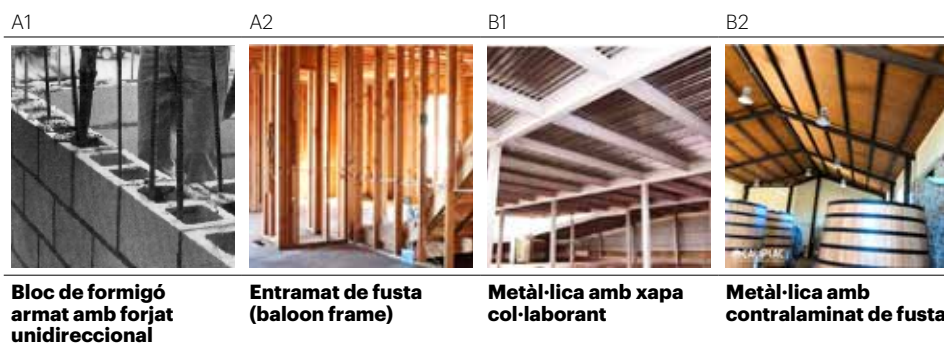 A1
A2
B1
B2
Bloc de formigó
armat amb forjat
unidireccional
Entramat de fusta
(baloon frame)
Metàl·lica amb xapa
col·laborant
Metàl·lica amb
contralaminat de fusta